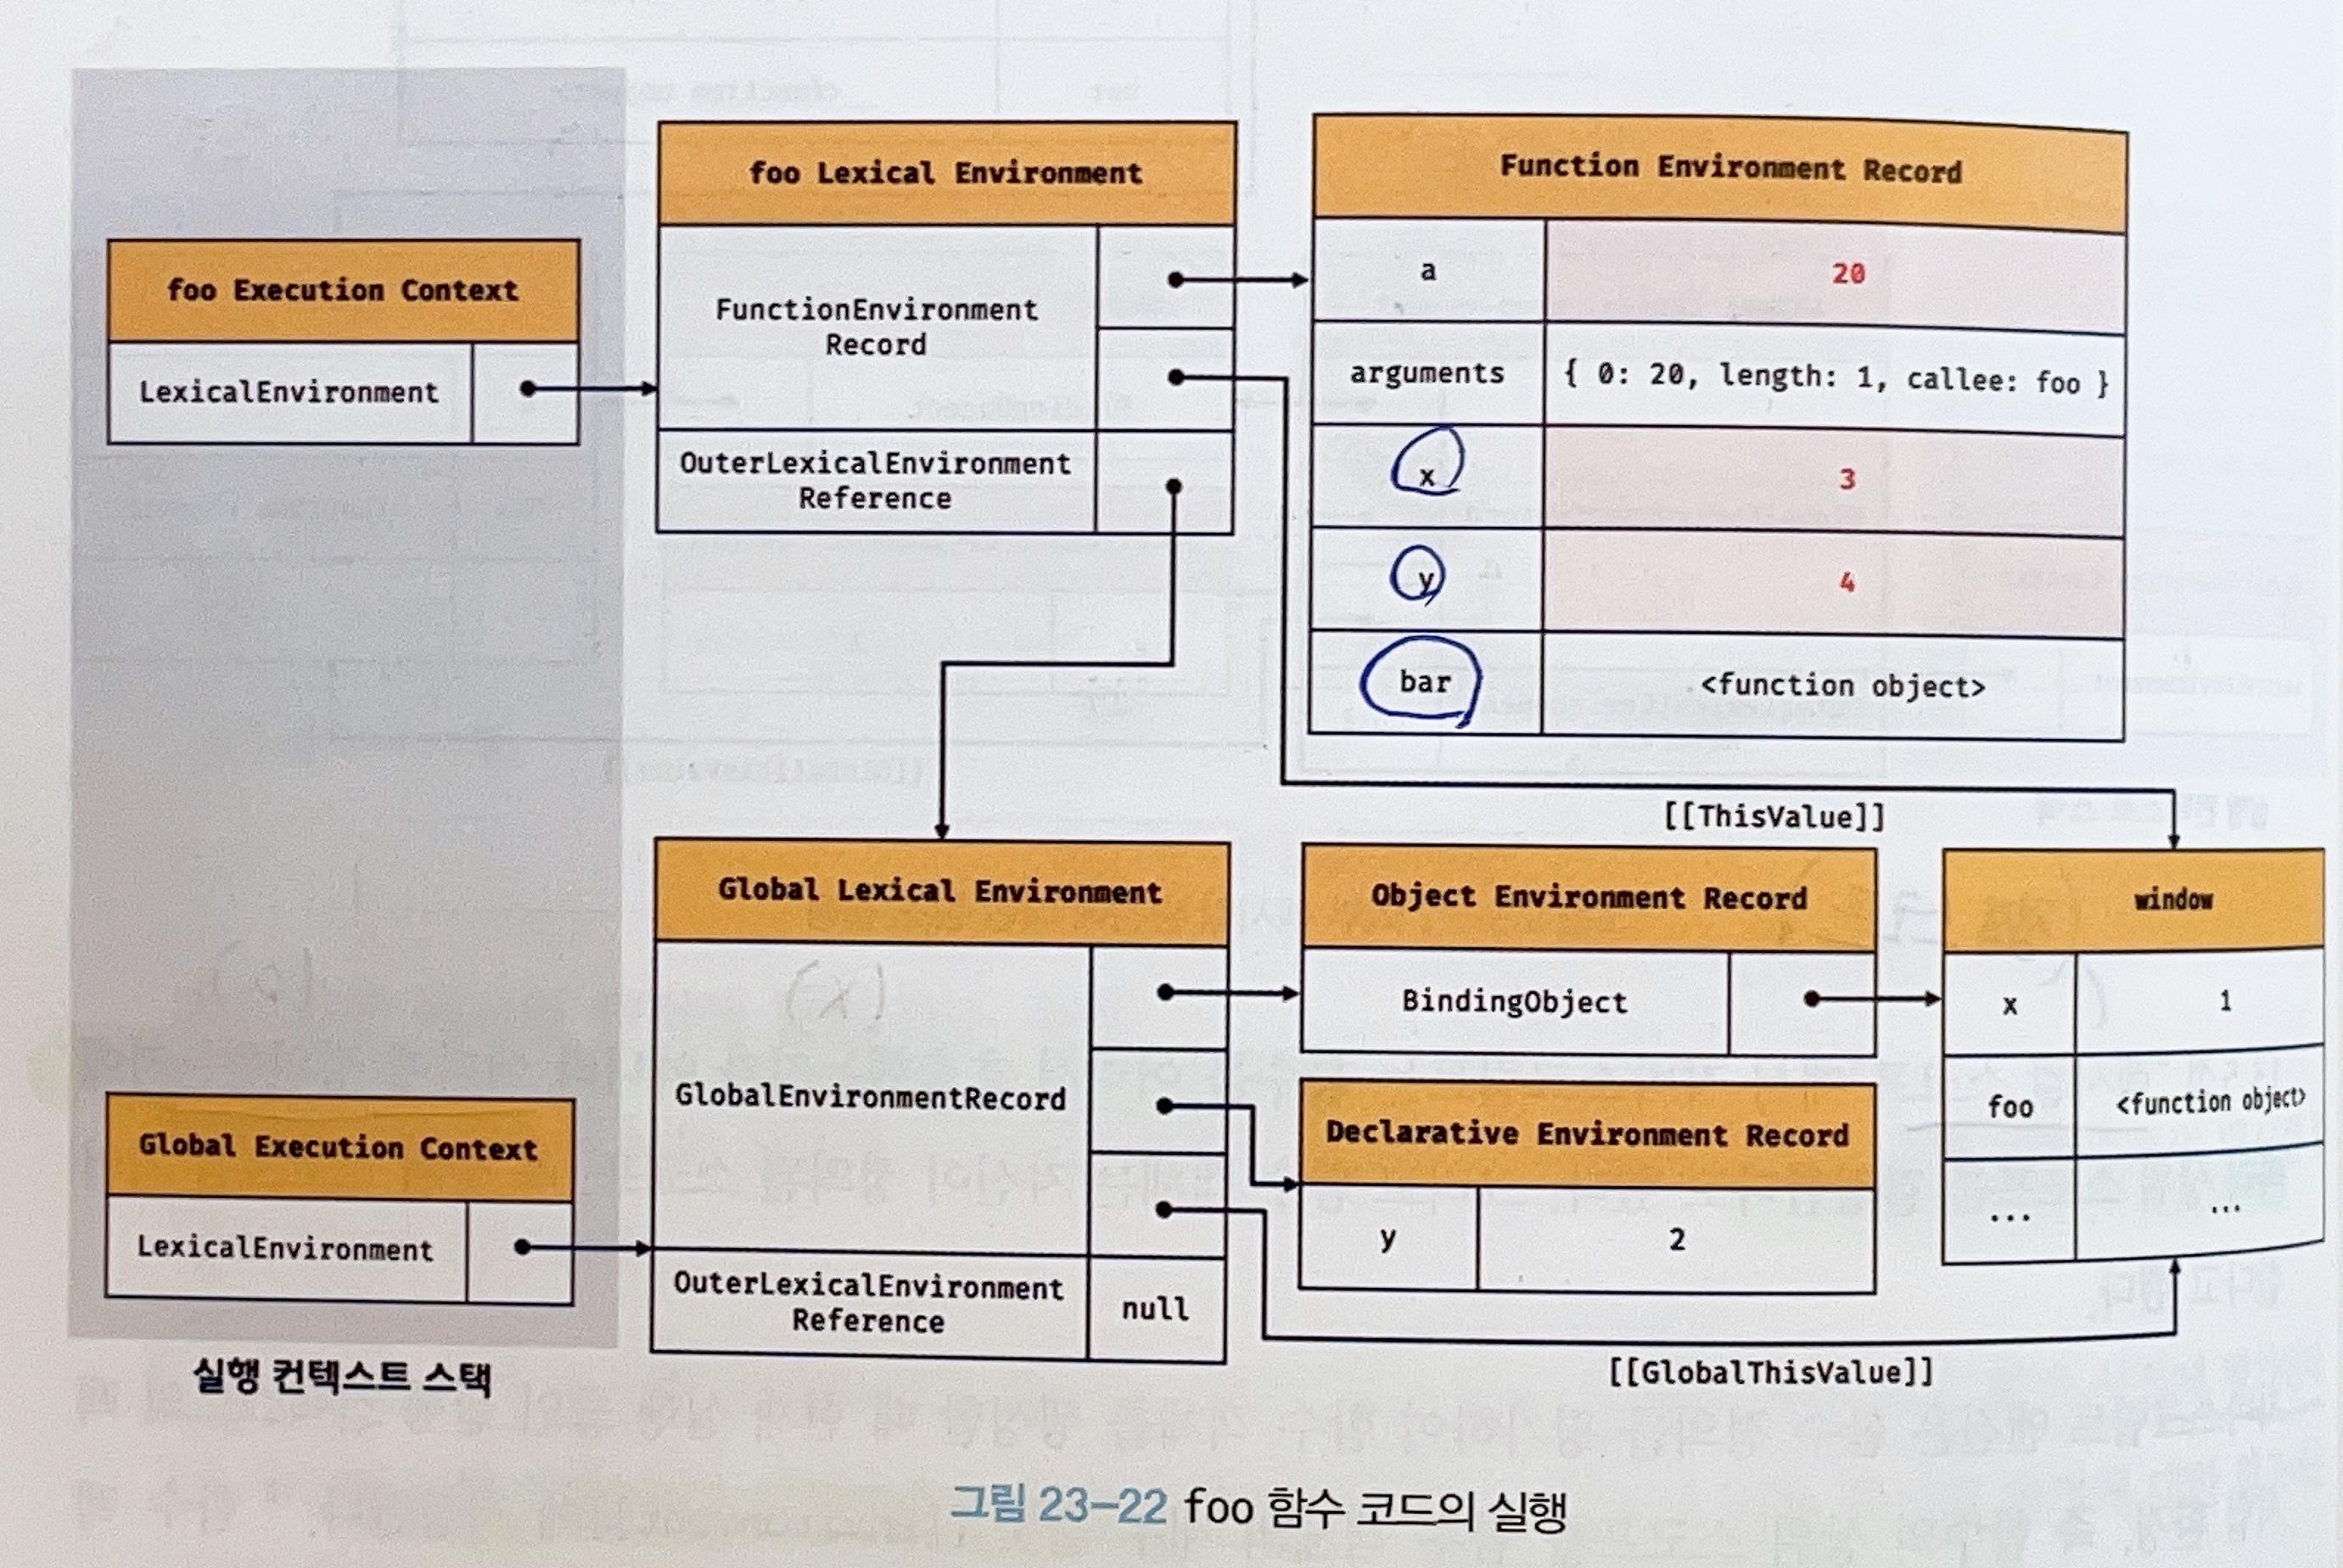 foo Execution Context
LexicalEnvironment
foo Lexical Environment
FunctionEnvironment
Record
OuterLexicalEnvironment
Reference
Function Environment Record
a 20
arguments { 0: 20, length: 1, callee: foo }
x 3
y 4
bar <function object>
[[ThisValue]]
Global Execution Context
LexicalEnvironment
Global Lexical Environment
GlobalEnvironmentRecord
OuterLexicalEnvironment
Reference
null
Object Environment Record
BindingObject
Declarative Environment Record
y 2
window
x 1
foo <function object>
... ...
[[GlobalThisValue]]
실행 컨텍스트 스택
그림 23-22 foo 함수 코드의 실행